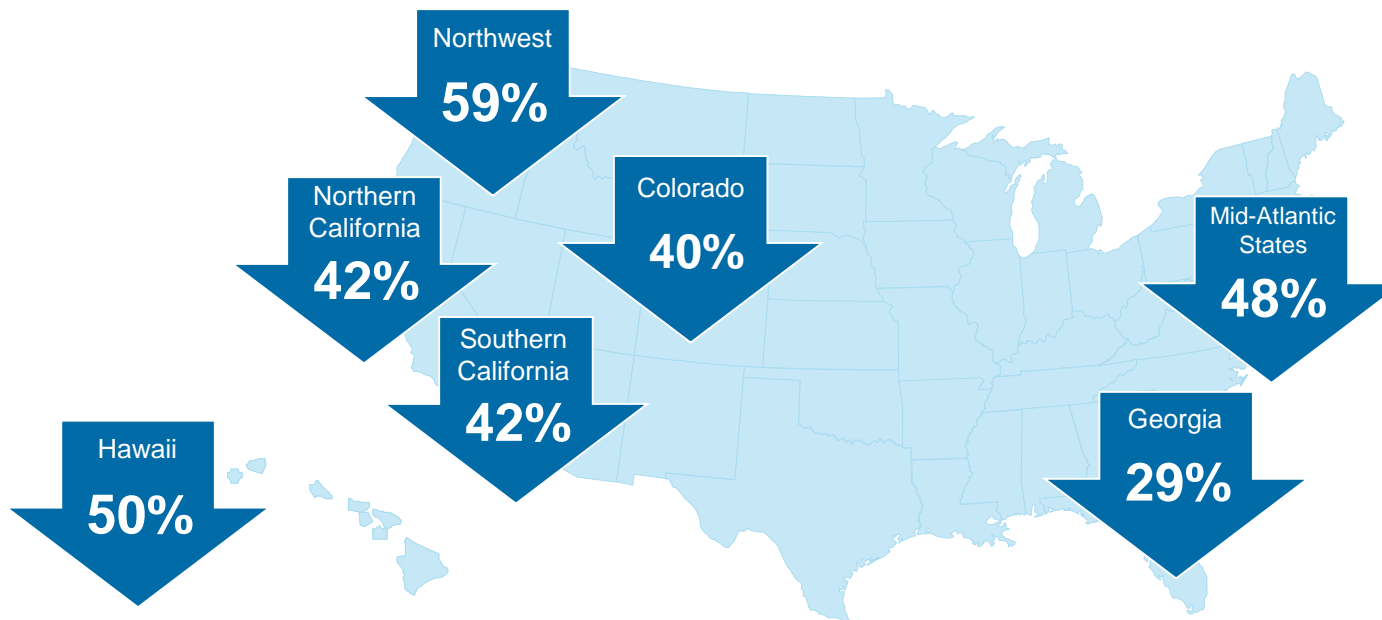 Northwest
59%
Northern
California
42%
Colorado
40%
Mid-Atlantic
States
48%
Southern
California
42%
Georgia
29%
Hawaii
50%